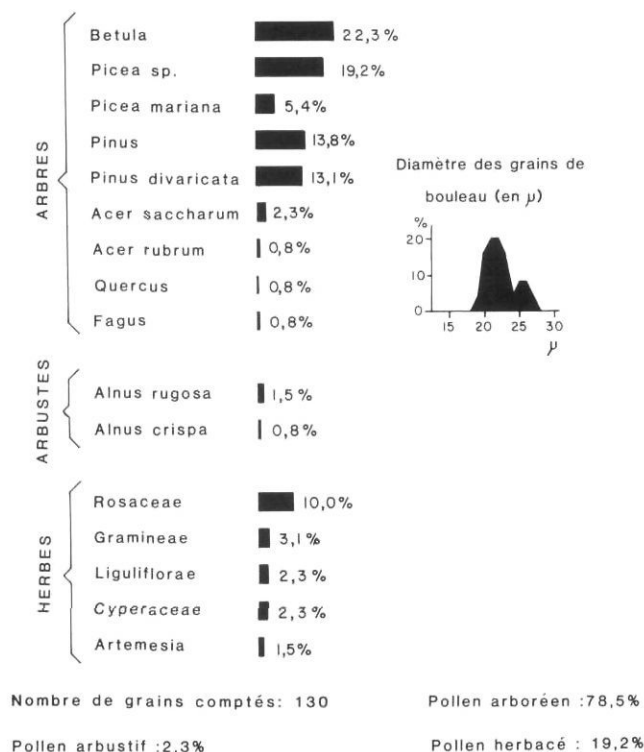 ARBRES
Betula 22,3%
Picea sp. 19,2%
Picea mariana 5,4%
Pinus 13,8%
Pinus divaricata 13,1%
Acer saccharum 2,3%
Acer rubrum 0,8%
Quercus 0,8%
Fagus 0,8%
Diamètre des grains de
bouleau (en µ)
%
20
10
0
15 20 25 30
µ
ARBUSTES
Alnus rugosa 1,5%
Alnus crispa 0,8%
HERBES
Rosaceae 10,0%
Gramineae 3,1%
Liguliflorae 2,3%
Cyperaceae 2,3%
Artemesia 1,5%
Nombre de grains comptés: 130 Pollen arboréen :78,5%
Pollen arbustif :2,3% Pollen herbacé : 19,2%